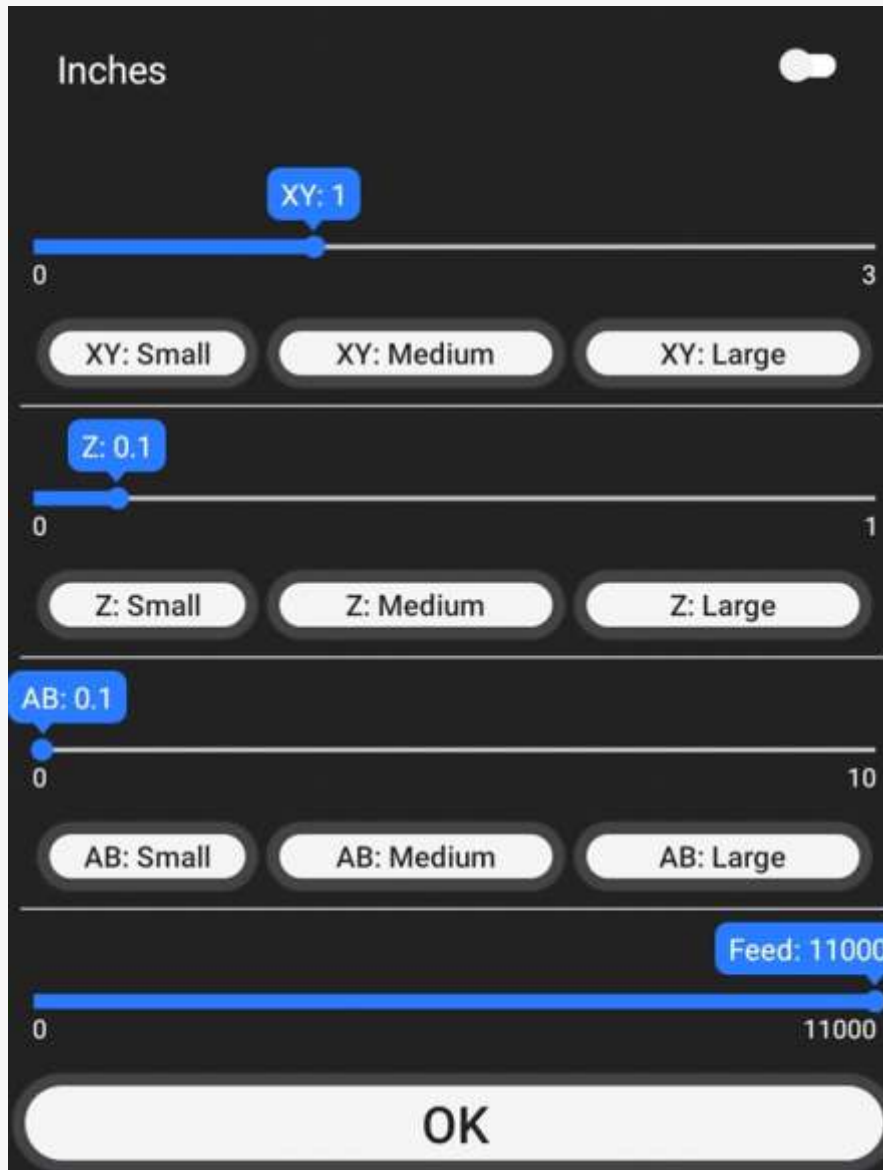 Inches
XY: 1
0 3
XY: Small XY: Medium XY: Large
Z: 0.1
0 1
Z: Small Z: Medium Z: Large
AB: 0.1
0 10
AB: Small AB: Medium AB: Large
Feed: 11000
0 11000
OK